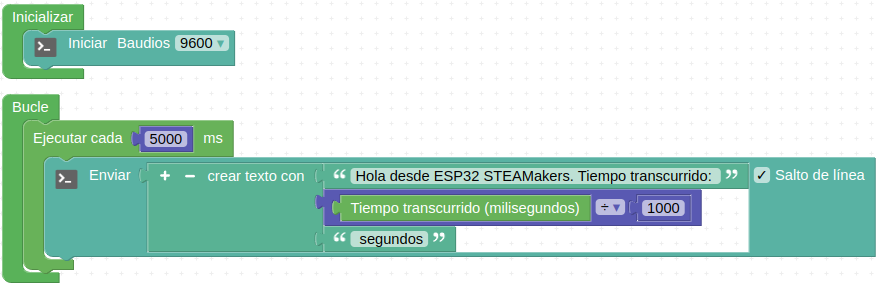 Inicializar
>_ Iniciar Baudios 9600 ▾
Bucle
Ejecutar cada 5000 ms
>_ Enviar + − crear texto con “ Hola desde ESP32 STEAMakers. Tiempo transcurrido: ” ✓ Salto de línea
Tiempo transcurrido (milisegundos) ÷ ▾ 1000
“ segundos ”